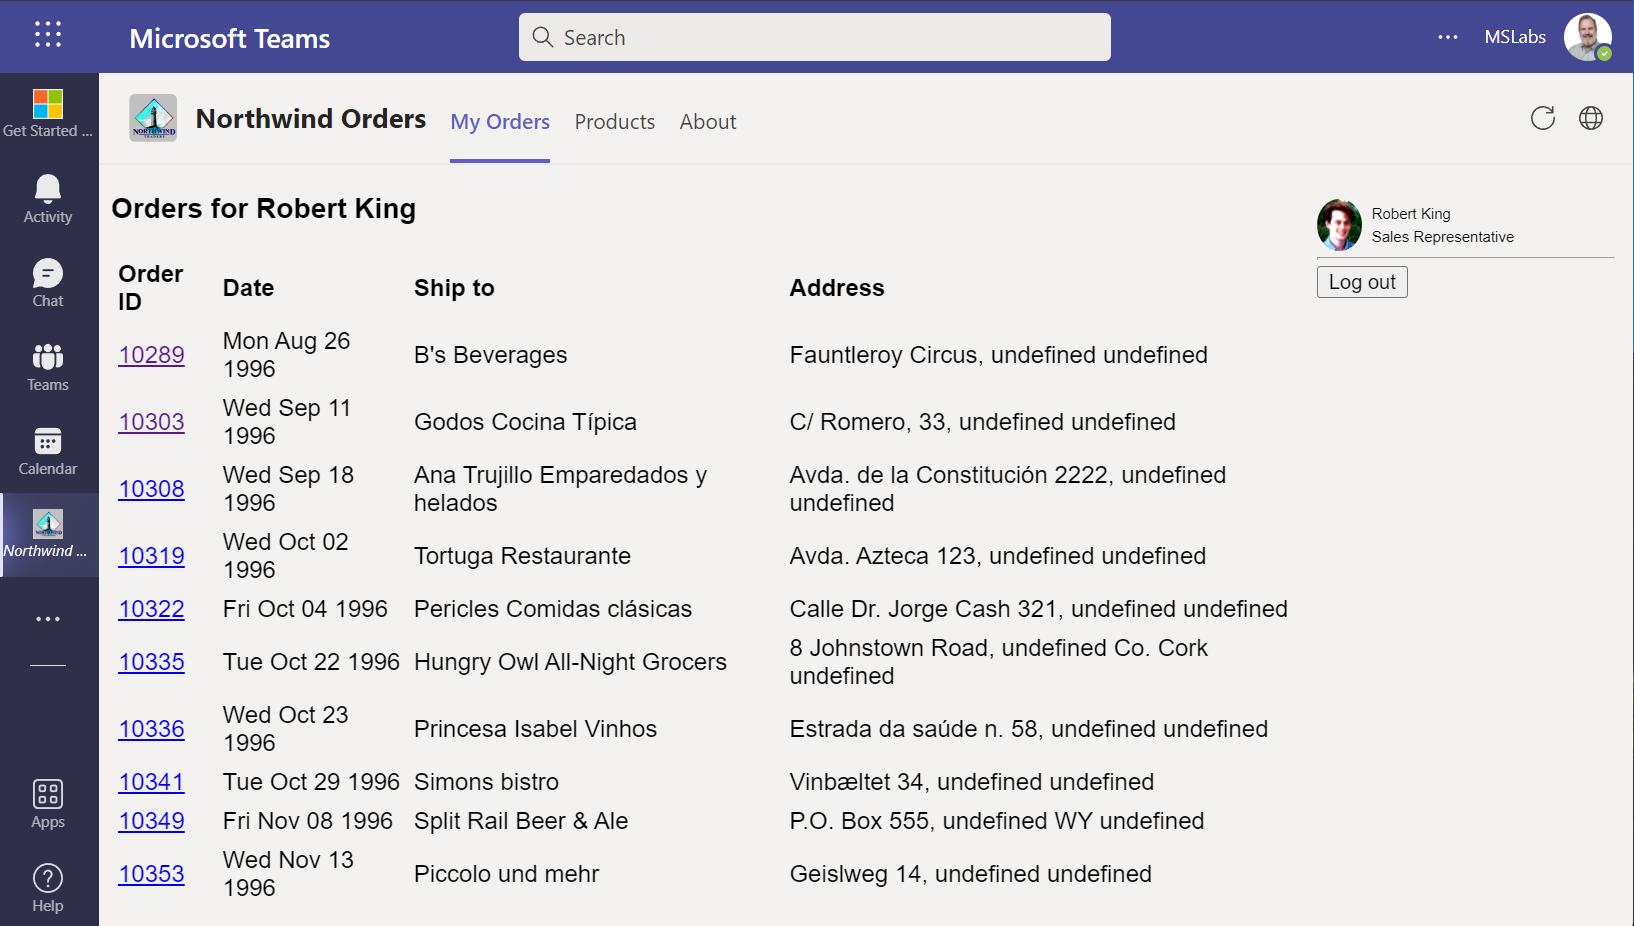 Microsoft Teams
Search
MSLabs
Get Started ...
Activity
Chat
Teams
Calendar
Northwind ...
Apps
Help
NORTHWIND
TRADERS
Northwind Orders
My Orders
Products
About
Orders for Robert King
Robert King
Sales Representative
Log out
Order
ID
Date
Ship to
Address
10289
Mon Aug 26
1996
B's Beverages
Fauntleroy Circus, undefined undefined
10303
Wed Sep 11
1996
Godos Cocina Típica
C/ Romero, 33, undefined undefined
10308
Wed Sep 18
1996
Ana Trujillo Emparedados y
helados
Avda. de la Constitución 2222, undefined
undefined
10319
Wed Oct 02
1996
Tortuga Restaurante
Avda. Azteca 123, undefined undefined
10322
Fri Oct 04 1996
Pericles Comidas clásicas
Calle Dr. Jorge Cash 321, undefined undefined
10335
Tue Oct 22 1996
Hungry Owl All-Night Grocers
8 Johnstown Road, undefined Co. Cork
undefined
10336
Wed Oct 23
1996
Princesa Isabel Vinhos
Estrada da saúde n. 58, undefined undefined
10341
Tue Oct 29 1996
Simons bistro
Vinbæltet 34, undefined undefined
10349
Fri Nov 08 1996
Split Rail Beer & Ale
P.O. Box 555, undefined WY undefined
10353
Wed Nov 13
1996
Piccolo und mehr
Geislweg 14, undefined undefined